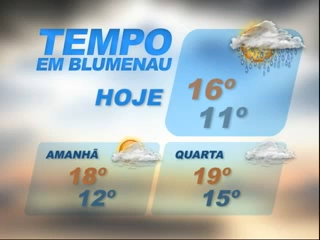 TEMPO
EM BLUMENAU
HOJE
16º
11º
AMANHÃ
18º
12º
QUARTA
19º
15º